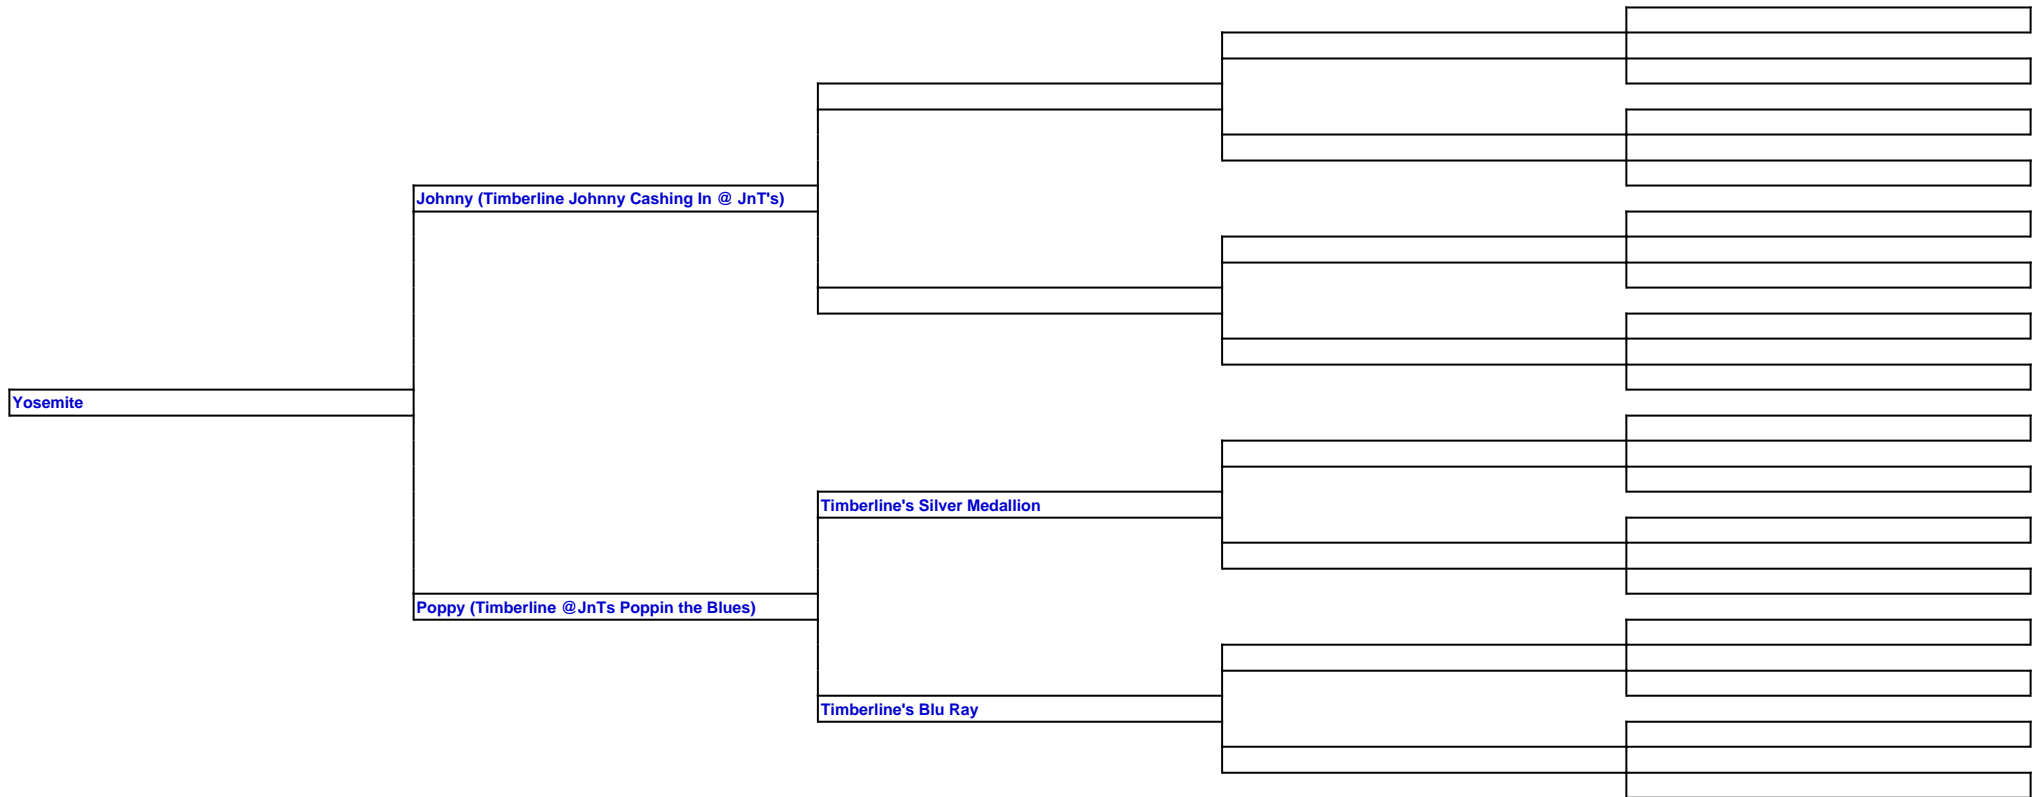 Johnny (Timberline Johnny Cashing In @ JnT's)
Yosemite
Timberline's Silver Medallion
Poppy (Timberline @JnTs Poppin the Blues)
Timberline's Blu Ray